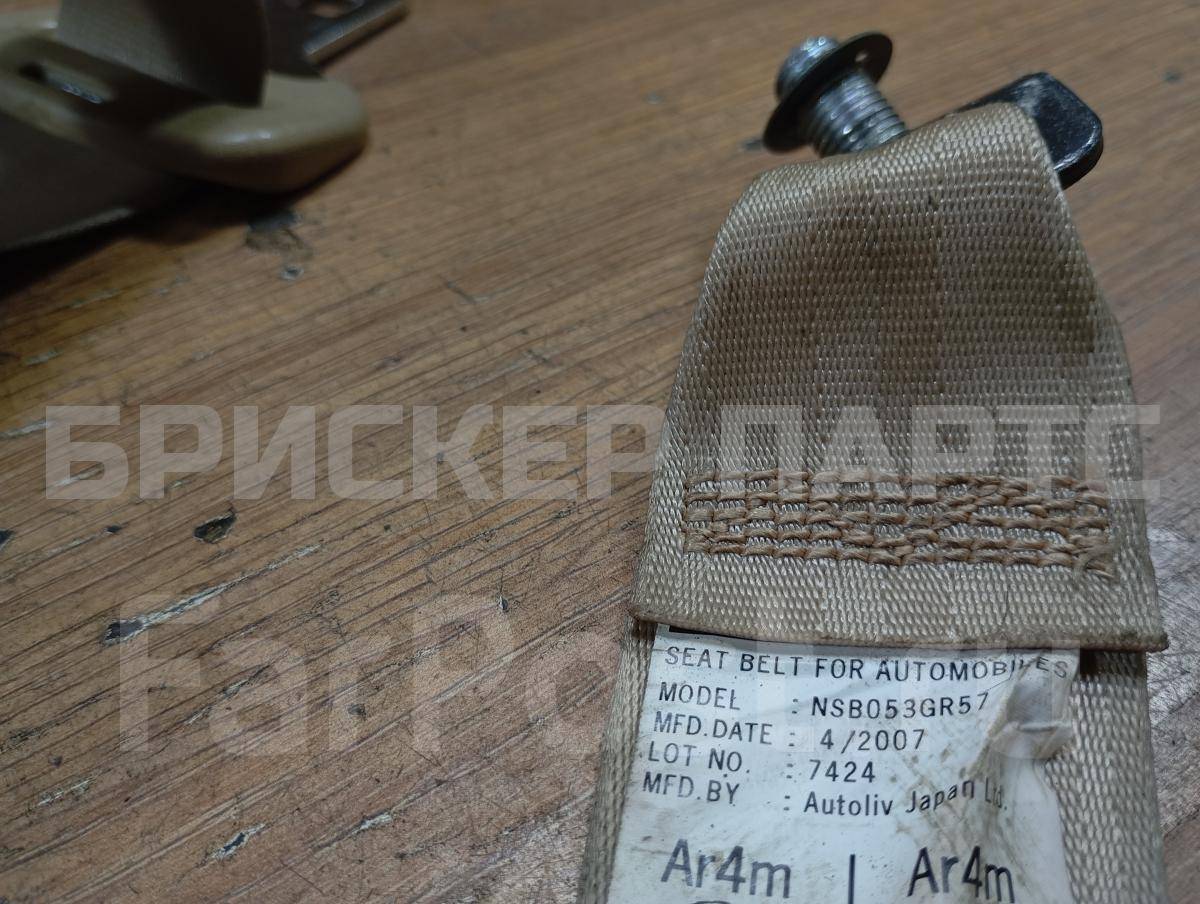 БРИСКЕР ПАРТС
SEAT BELT FOR AUTOMOBILES
MODEL : NSB053GR57
MFD.DATE : 4/2007
LOT NO. : 7424
MFD.BY : Autoliv Japan Ltd.
Ar4m | Ar4m